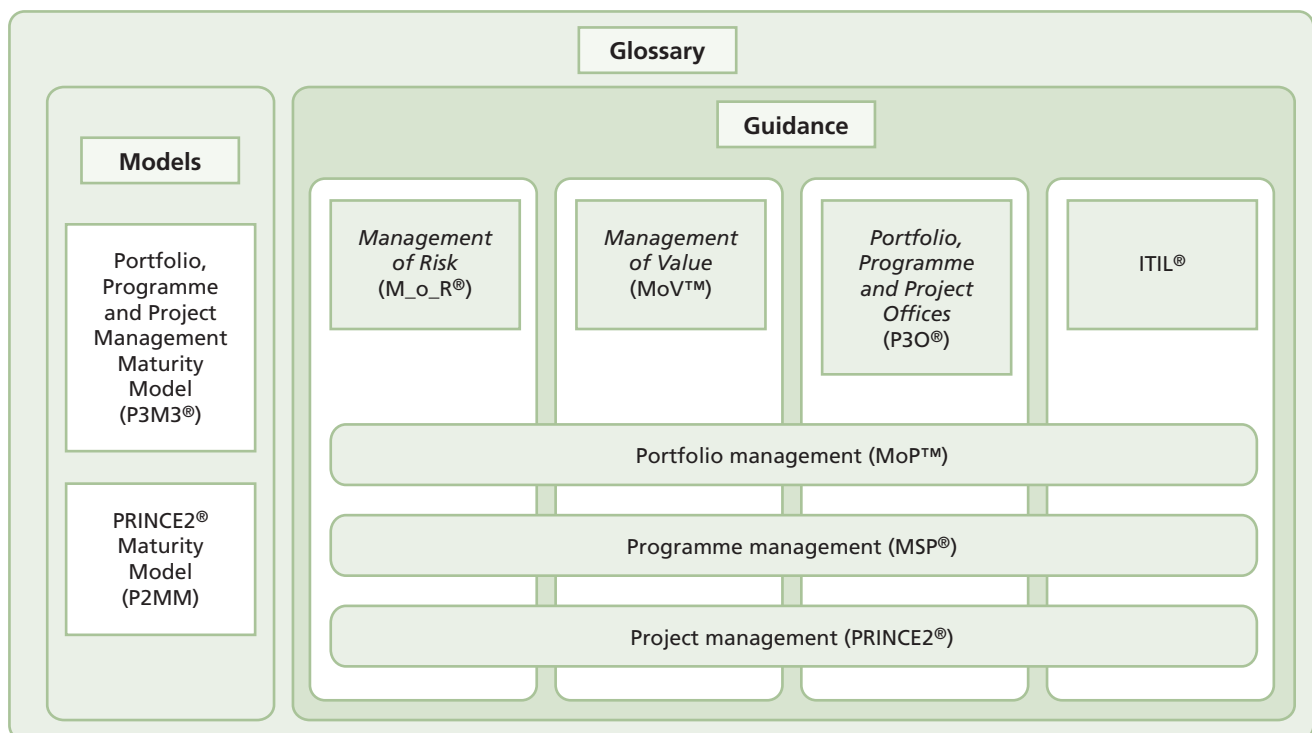 Glossary
Models
Portfolio,
Programme
and Project
Management
Maturity
Model
(P3M3®)
PRINCE2®
Maturity
Model
(P2MM)
Guidance
Management
of Risk
(M_o_R®)
Management
of Value
(MoV™)
Portfolio,
Programme
and Project
Offices
(P3O®)
ITIL®
Portfolio management (MoP™)
Programme management (MSP®)
Project management (PRINCE2®)